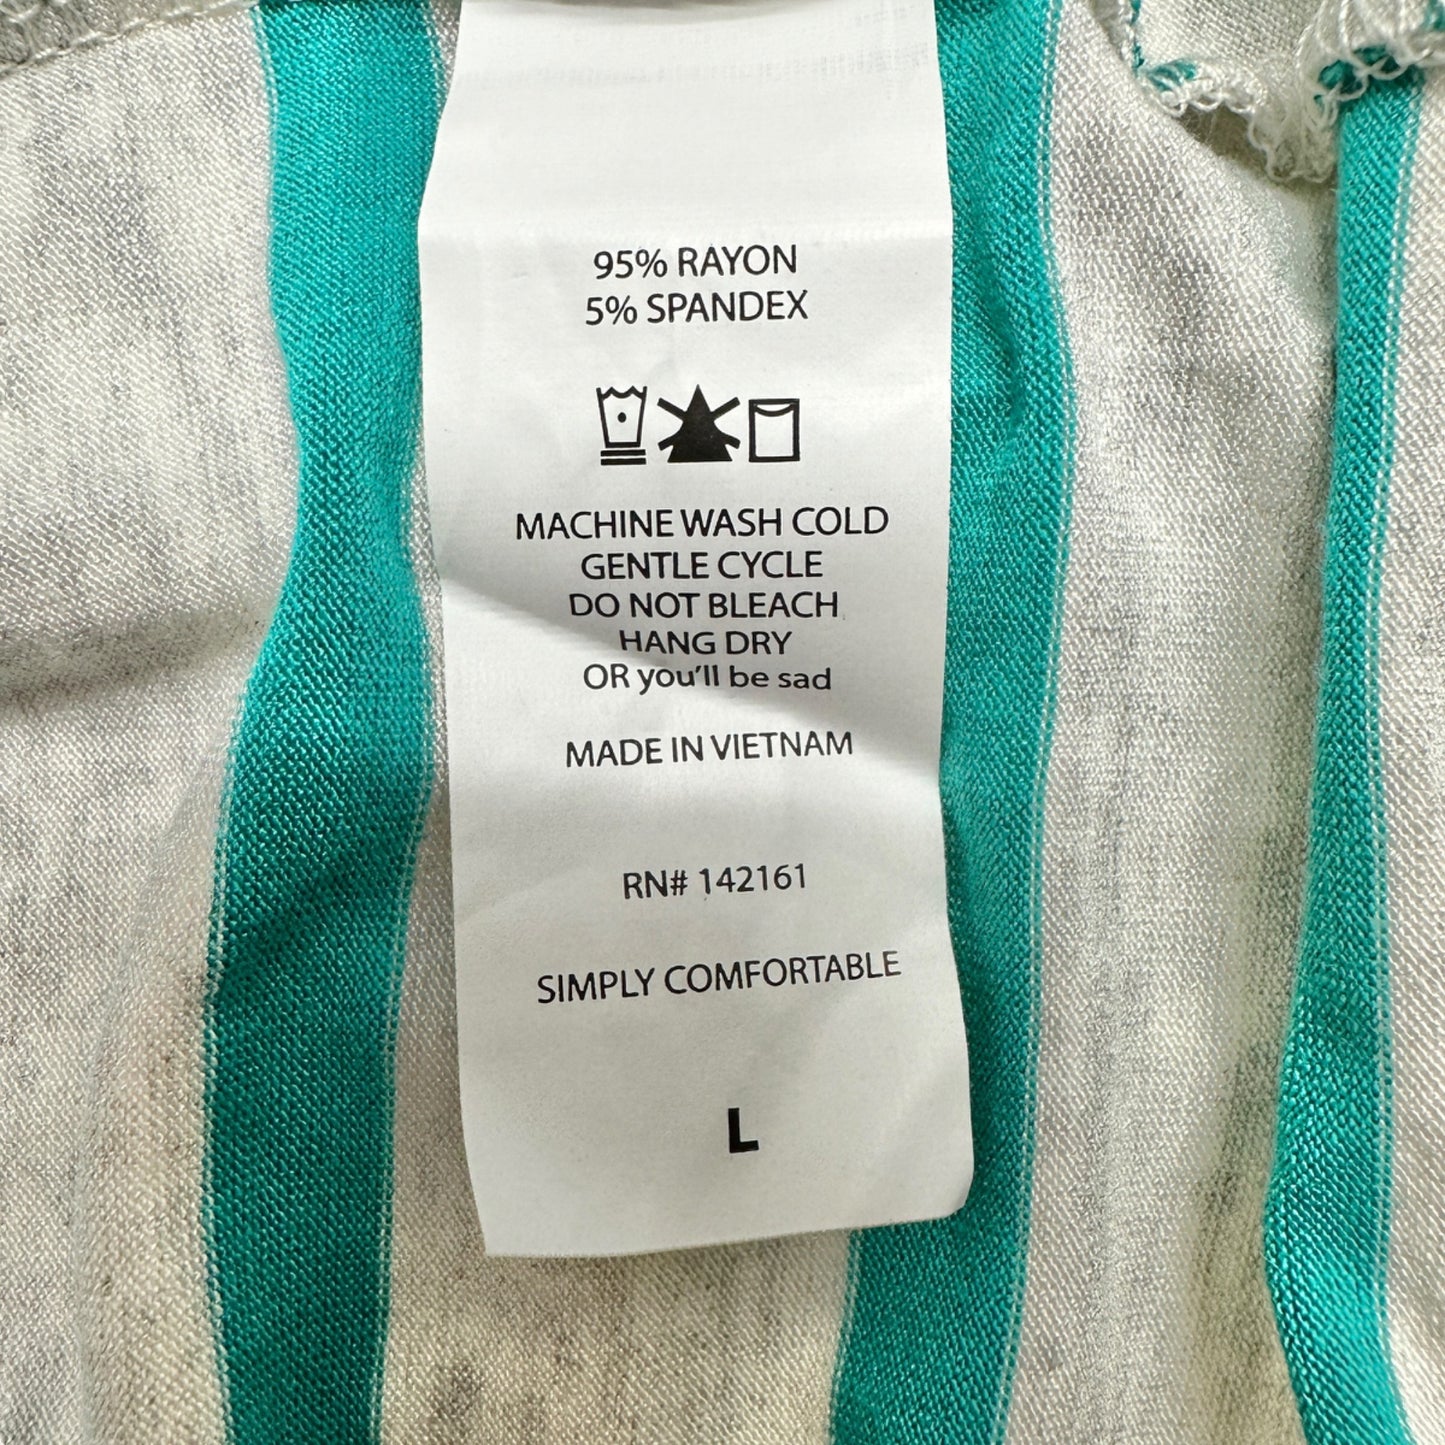 95% RAYON
5% SPANDEX
MACHINE WASH COLD
GENTLE CYCLE
DO NOT BLEACH
HANG DRY
OR you'll be sad
MADE IN VIETNAM
RN# 142161
SIMPLY COMFORTABLE
L